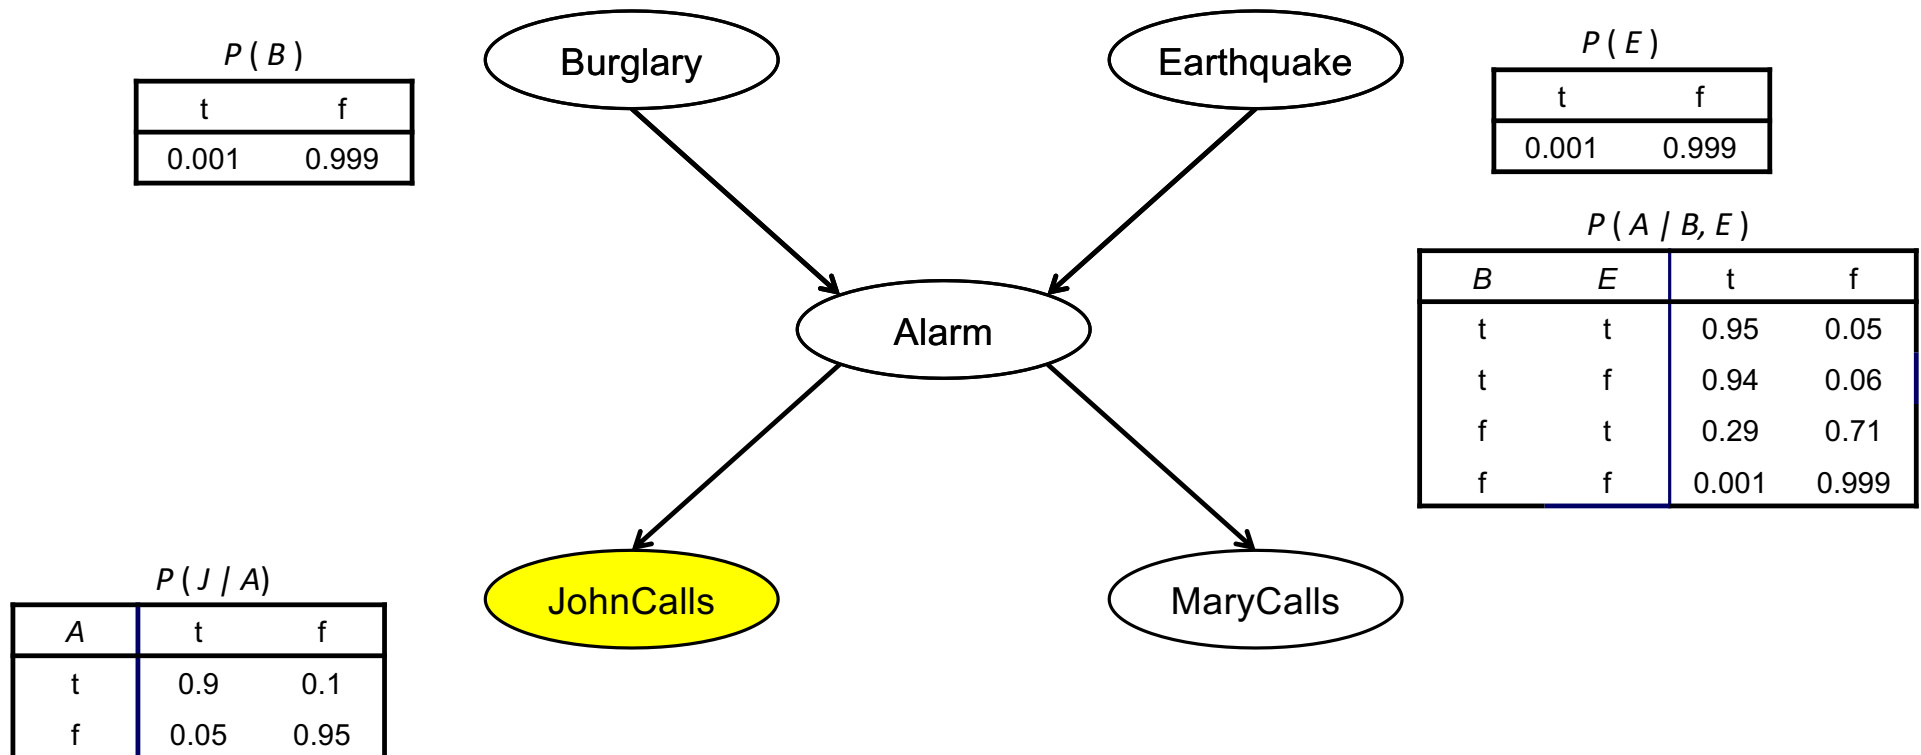 P ( B )
t f
0.001 0.999
Burglary
Earthquake
P ( E )
t f
0.001 0.999
P ( A | B, E )
B E t f
t t 0.95 0.05
t f 0.94 0.06
f t 0.29 0.71
f f 0.001 0.999
Alarm
P ( J | A)
A t f
t 0.9 0.1
f 0.05 0.95
JohnCalls
MaryCalls